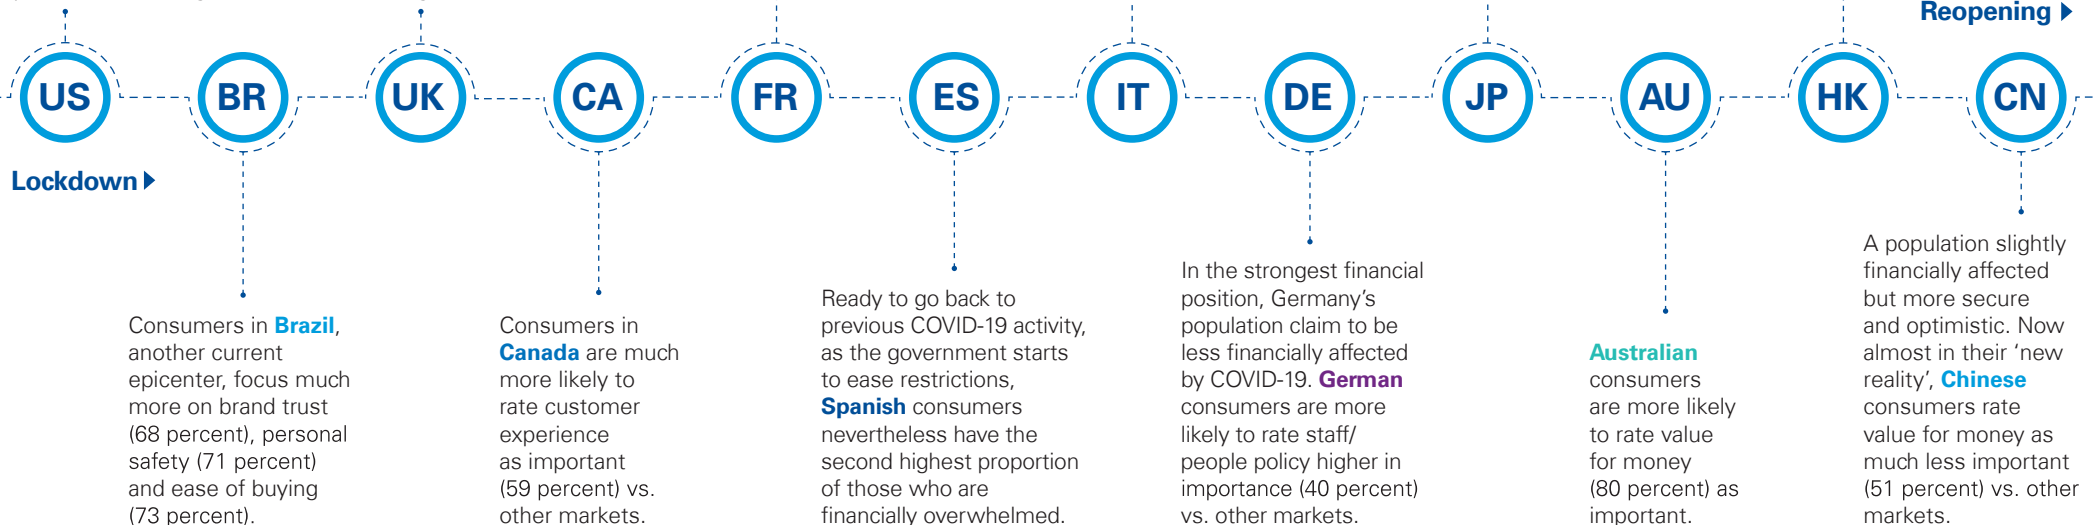 Reopening
US
BR
UK
CA
FR
ES
IT
DE
JP
AU
HK
CN
Lockdown
Consumers in Brazil,
another current
epicenter, focus much
more on brand trust
(68 percent), personal
safety (71 percent)
and ease of buying
(73 percent).
Consumers in
Canada are much
more likely to
rate customer
experience
as important
(59 percent) vs.
other markets.
Ready to go back to
previous COVID-19 activity,
as the government starts
to ease restrictions,
Spanish consumers
nevertheless have the
second highest proportion
of those who are
financially overwhelmed.
In the strongest financial
position, Germany’s
population claim to be
less financially affected
by COVID-19. German
consumers are more
likely to rate staff/
people policy higher in
importance (40 percent)
vs. other markets.
Australian
consumers
are more likely
to rate value
for money
(80 percent) as
important.
A population slightly
financially affected
but more secure
and optimistic. Now
almost in their ‘new
reality’, Chinese
consumers rate
value for money as
much less important
(51 percent) vs. other
markets.